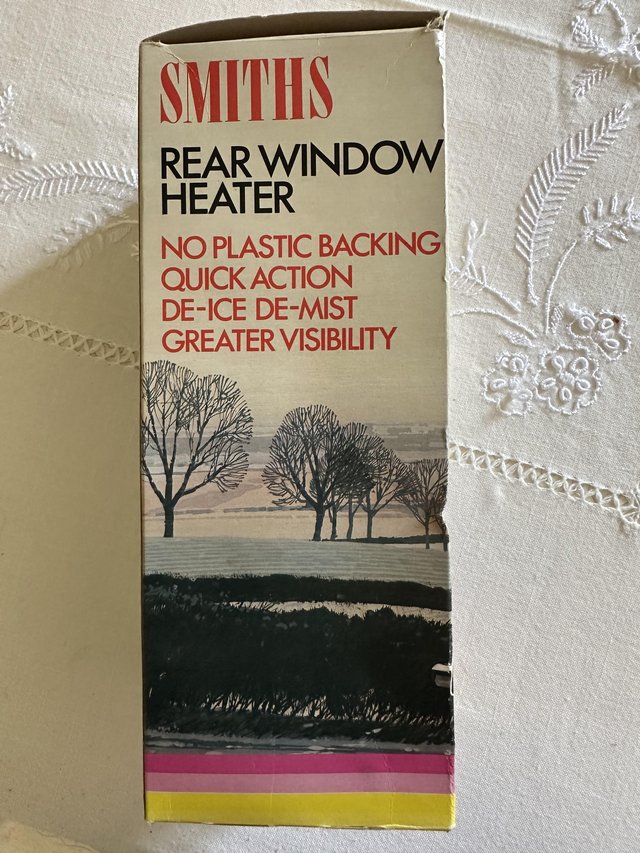 SMITHS
REAR WINDOW
HEATER
NO PLASTIC BACKING
QUICK ACTION
DE-ICE DE-MIST
GREATER VISIBILITY